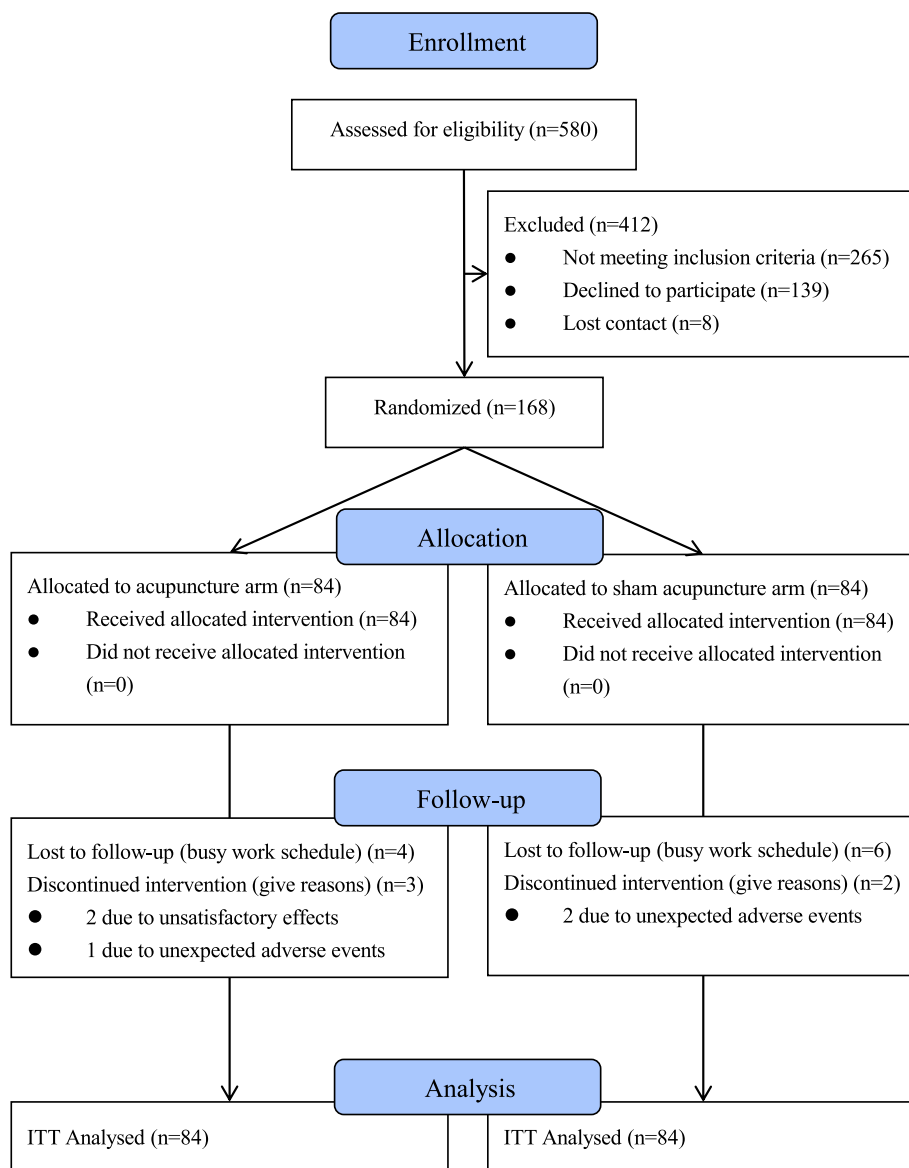 Enrollment
Assessed for eligibility (n=580)
Excluded (n=412)
● Not meeting inclusion criteria (n=265)
● Declined to participate (n=139)
● Lost contact (n=8)
Randomized (n=168)
Allocation
Allocated to acupuncture arm (n=84)
● Received allocated intervention (n=84)
● Did not receive allocated intervention
(n=0)
Allocated to sham acupuncture arm (n=84)
● Received allocated intervention (n=84)
● Did not receive allocated intervention
(n=0)
Follow-up
Lost to follow-up (busy work schedule) (n=4)
Discontinued intervention (give reasons) (n=3)
● 2 due to unsatisfactory effects
● 1 due to unexpected adverse events
Lost to follow-up (busy work schedule) (n=6)
Discontinued intervention (give reasons) (n=2)
● 2 due to unexpected adverse events
Analysis
ITT Analysed (n=84)
ITT Analysed (n=84)